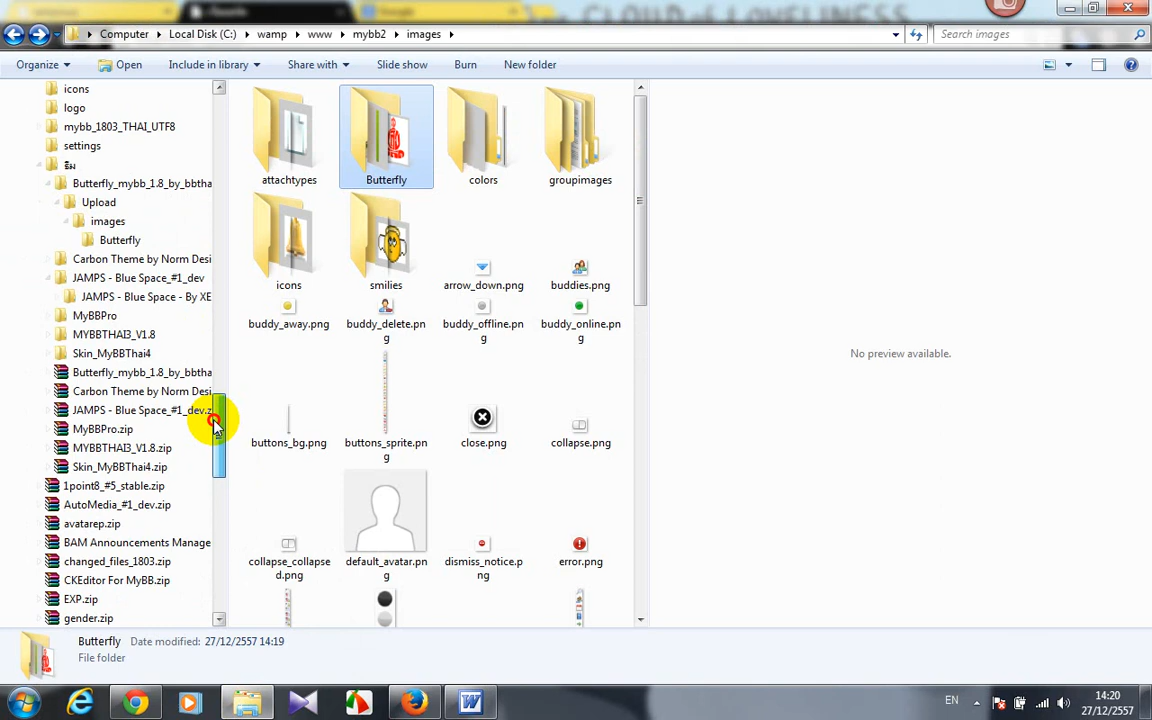 CLOUD of LOVELINESS
Computer Local Disk (C:) wamp www mybb2 images
Search images
Organize Open Include in library Share with Slide show Burn New folder
icons
logo
mybb_1803_THAI_UTF8
settings
ธีม
Butterfly_mybb_1.8_by_bbtha
Upload
images
Butterfly
Carbon Theme by Norm Desi
JAMPS - Blue Space_#1_dev
JAMPS - Blue Space - By XE
MyBBPro
MYBBTHAI3_V1.8
Skin_MyBBThai4
Butterfly_mybb_1.8_by_bbtha
Carbon Theme by Norm Desi
JAMPS - Blue Space_#1_dev.z
MyBBPro.zip
MYBBTHAI3_V1.8.zip
Skin_MyBBThai4.zip
1point8_#5_stable.zip
AutoMedia_#1_dev.zip
avatarep.zip
BAM Announcements Manage
changed_files_1803.zip
CKEditor For MyBB.zip
EXP.zip
gender.zip
attachtypes Butterfly colors groupimages
icons smilies arrow_down.png buddies.png
buddy_away.png buddy_delete.pn buddy_offline.pn buddy_online.pn
g g g
buttons_bg.png buttons_sprite.pn close.png collapse.png
g
collapse_collapse default_avatar.pn dismiss_notice.p error.png
d.png g ng
No preview available.
Butterfly Date modified: 27/12/2557 14:19
File folder
EN 14:20
27/12/2557